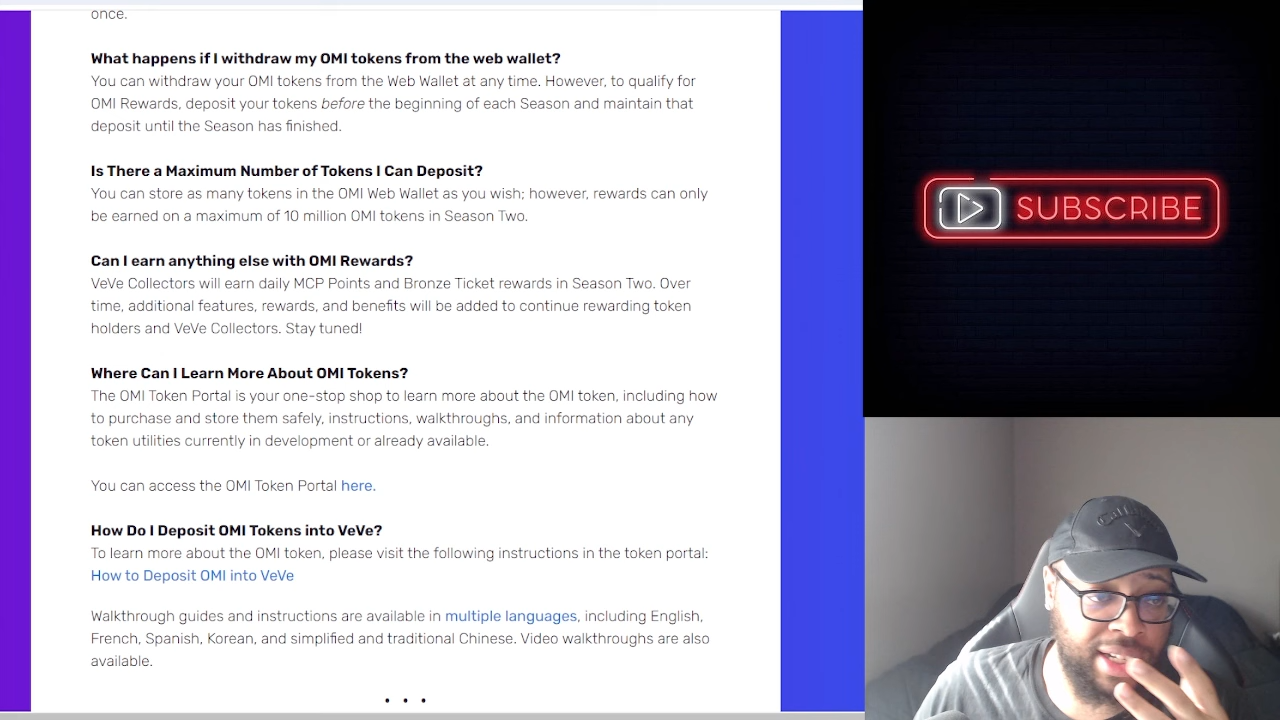 once.
What happens if I withdraw my OMI tokens from the web wallet?
You can withdraw your OMI tokens from the Web Wallet at any time. However, to qualify for
OMI Rewards, deposit your tokens before the beginning of each Season and maintain that
deposit until the Season has finished.
Is There a Maximum Number of Tokens I Can Deposit?
You can store as many tokens in the OMI Web Wallet as you wish; however, rewards can only
be earned on a maximum of 10 million OMI tokens in Season Two.
Can I earn anything else with OMI Rewards?
VeVe Collectors will earn daily MCP Points and Bronze Ticket rewards in Season Two. Over
time, additional features, rewards, and benefits will be added to continue rewarding token
holders and VeVe Collectors. Stay tuned!
Where Can I Learn More About OMI Tokens?
The OMI Token Portal is your one-stop shop to learn more about the OMI token, including how
to purchase and store them safely, instructions, walkthroughs, and information about any
token utilities currently in development or already available.
You can access the OMI Token Portal here.
How Do I Deposit OMI Tokens into VeVe?
To learn more about the OMI token, please visit the following instructions in the token portal:
How to Deposit OMI into VeVe
Walkthrough guides and instructions are available in multiple languages, including English,
French, Spanish, Korean, and simplified and traditional Chinese. Video walkthroughs are also
available.
• • •
SUBSCRIBE